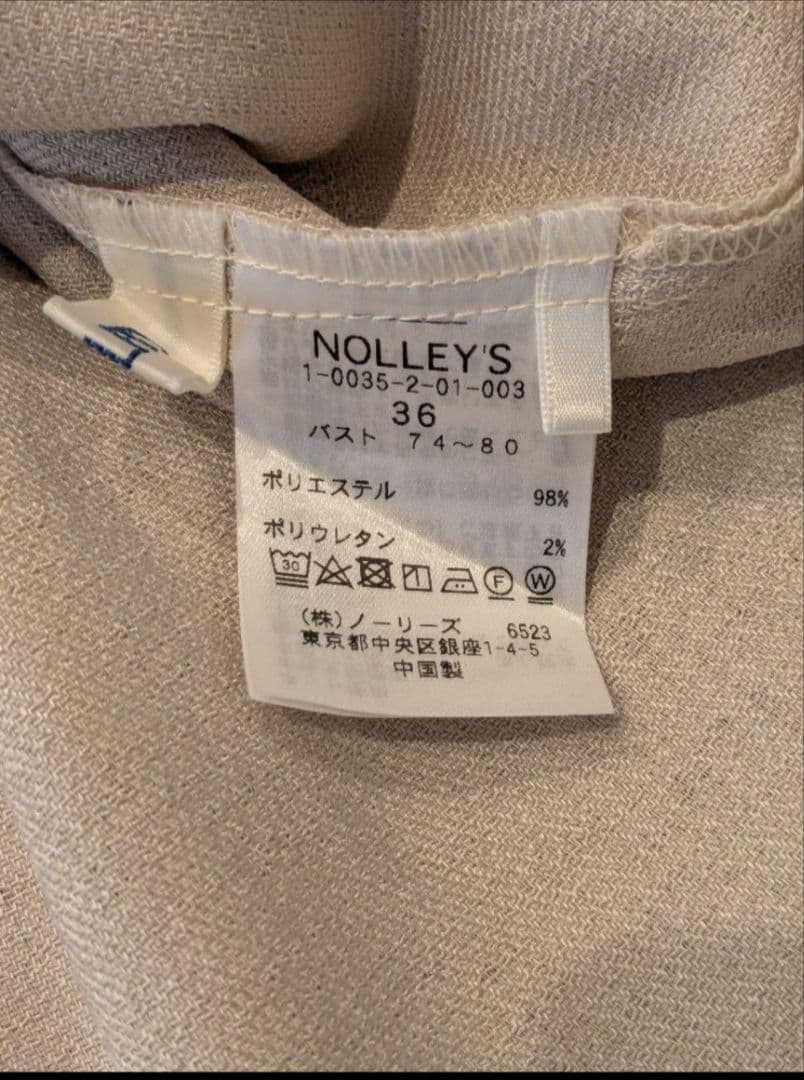 NOLLEY'S
1-0035-2-01-003
36
バスト 74～80
ポリエステル 98%
ポリウレタン 2%
30 F W
(株)ノーリーズ 6523
東京都中央区銀座1-4-5
中国製